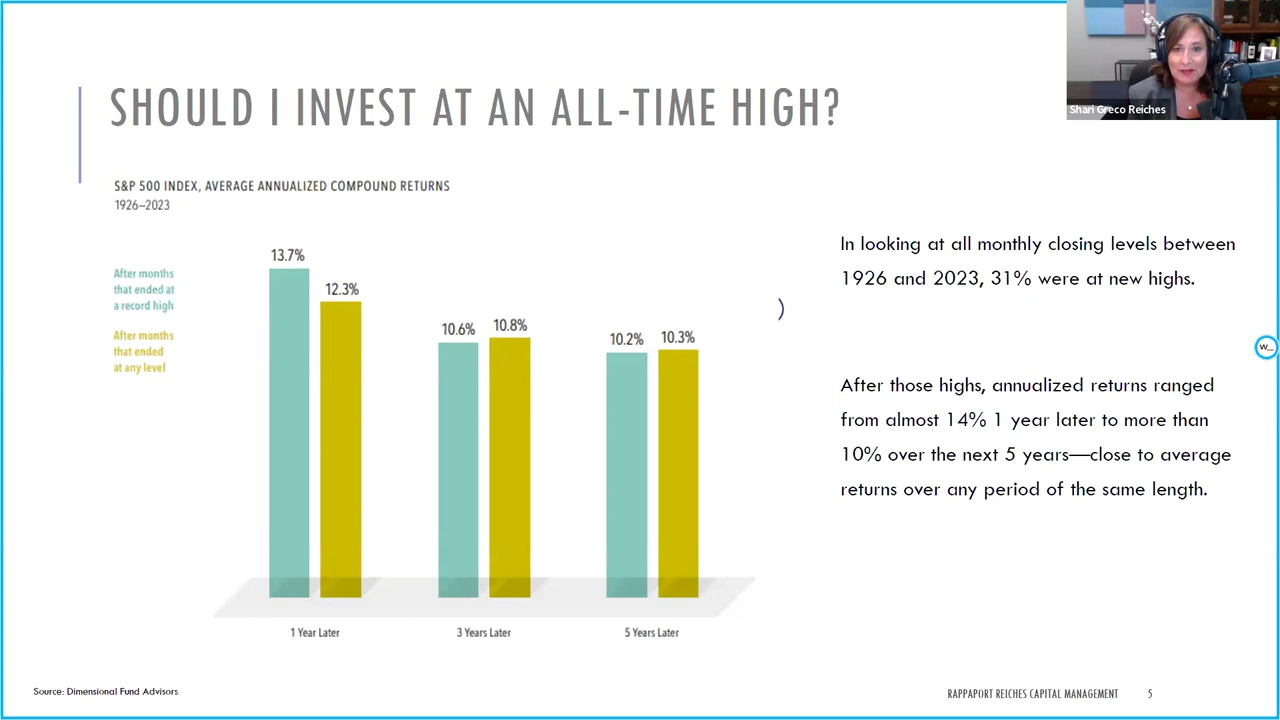 Shari Greco Reiches
SHOULD I INVEST AT AN ALL-TIME HIGH?
S&P 500 INDEX, AVERAGE ANNUALIZED COMPOUND RETURNS
1926–2023
After months
that ended at
a record high
After months
that ended
at any level
13.7%
12.3%
10.6%
10.8%
10.2%
10.3%
1 Year Later
3 Years Later
5 Years Later
)
In looking at all monthly closing levels between
1926 and 2023, 31% were at new highs.
After those highs, annualized returns ranged
from almost 14% 1 year later to more than
10% over the next 5 years—close to average
returns over any period of the same length.
W_
Source: Dimensional Fund Advisors
RAPPAPORT REICHES CAPITAL MANAGEMENT 5